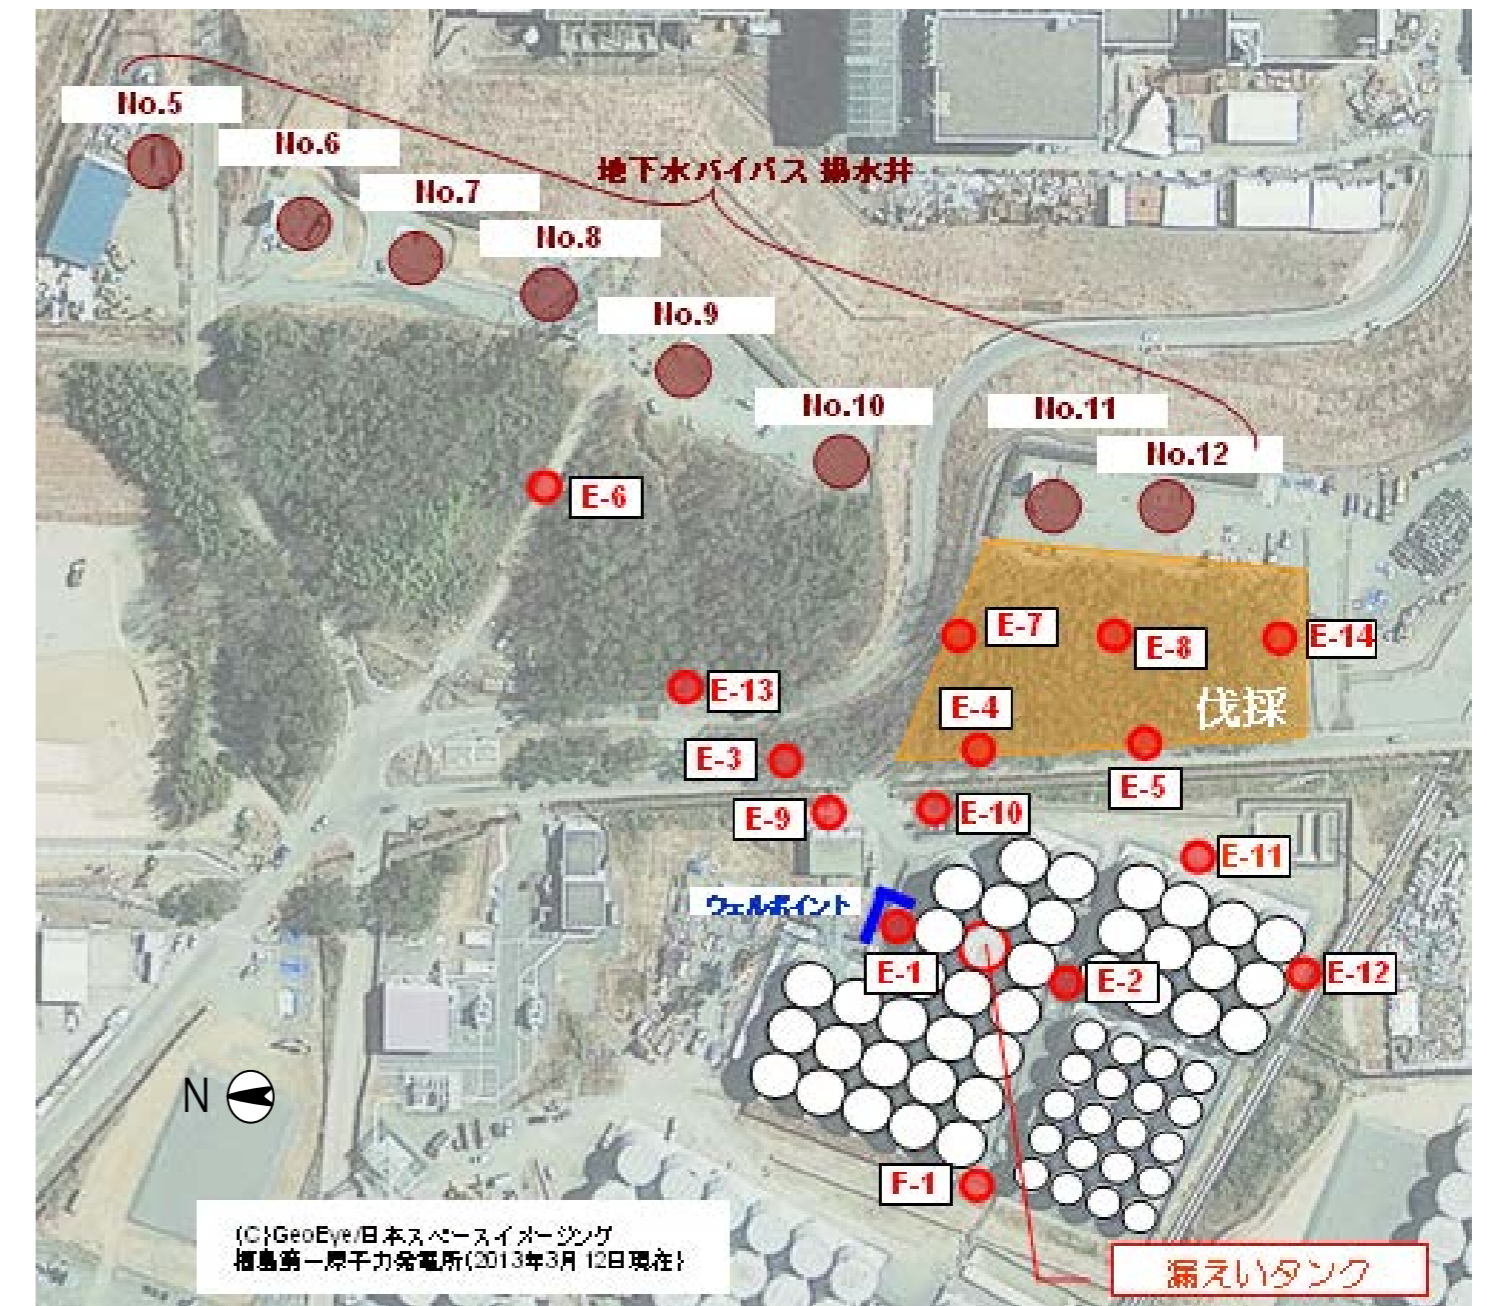 No.5
No.6
No.7
No.8
地下水バイパス 揚水井
No.9
No.10
No.11
No.12
E-6
E-7
E-8
E-14
伐採
E-13
E-4
E-3
E-5
E-9
E-10
E-11
ウェルポイント
E-1
E-2
E-12
N
F-1
(C)GeoEye/日本スペースイメージング
福島第一原子力発電所(2013年3月12日現在)
漏えいタンク